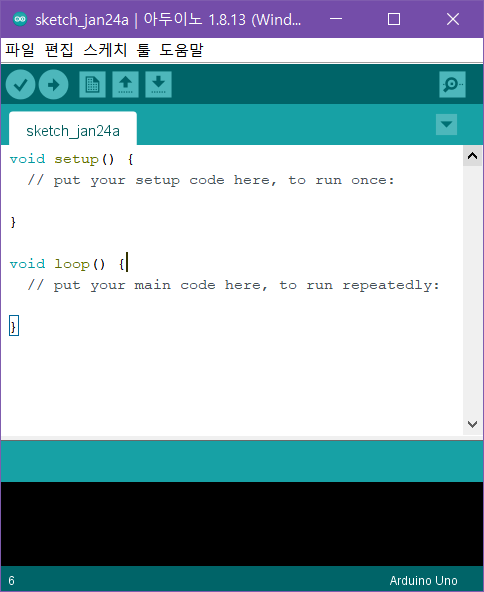 sketch_jan24a | 아두이노 1.8.13 (Wind...
파일 편집 스케치 툴 도움말
sketch_jan24a
void setup() {
  // put your setup code here, to run once:
}
void loop() {
  // put your main code here, to run repeatedly:
}
6 Arduino Uno